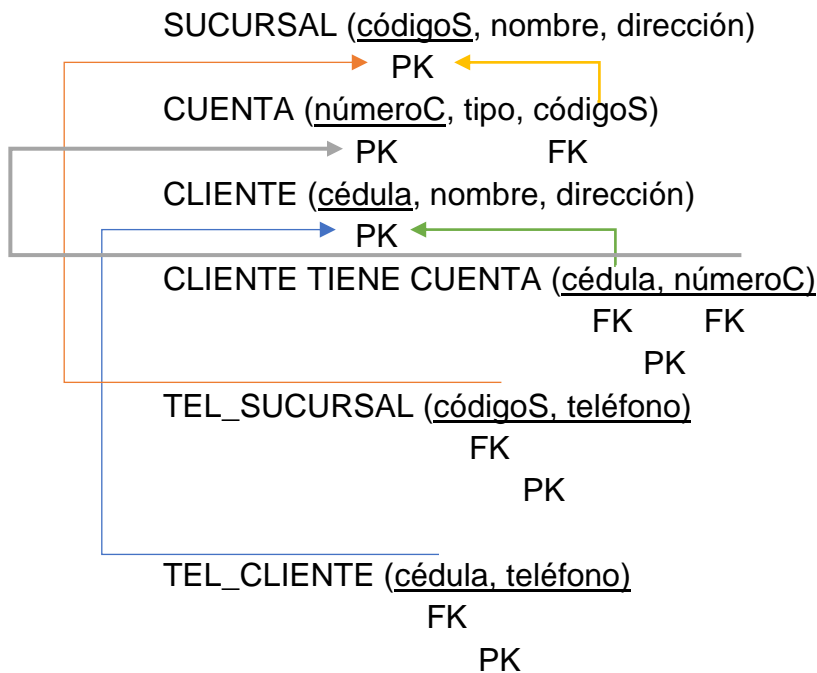 SUCURSAL (códigoS, nombre, dirección)
PK
CUENTA (númeroC, tipo, códigoS)
PK FK
CLIENTE (cédula, nombre, dirección)
PK
CLIENTE TIENE CUENTA (cédula, númeroC)
FK FK
PK
TEL_SUCURSAL (códigoS, teléfono)
FK
PK
TEL_CLIENTE (cédula, teléfono)
FK
PK